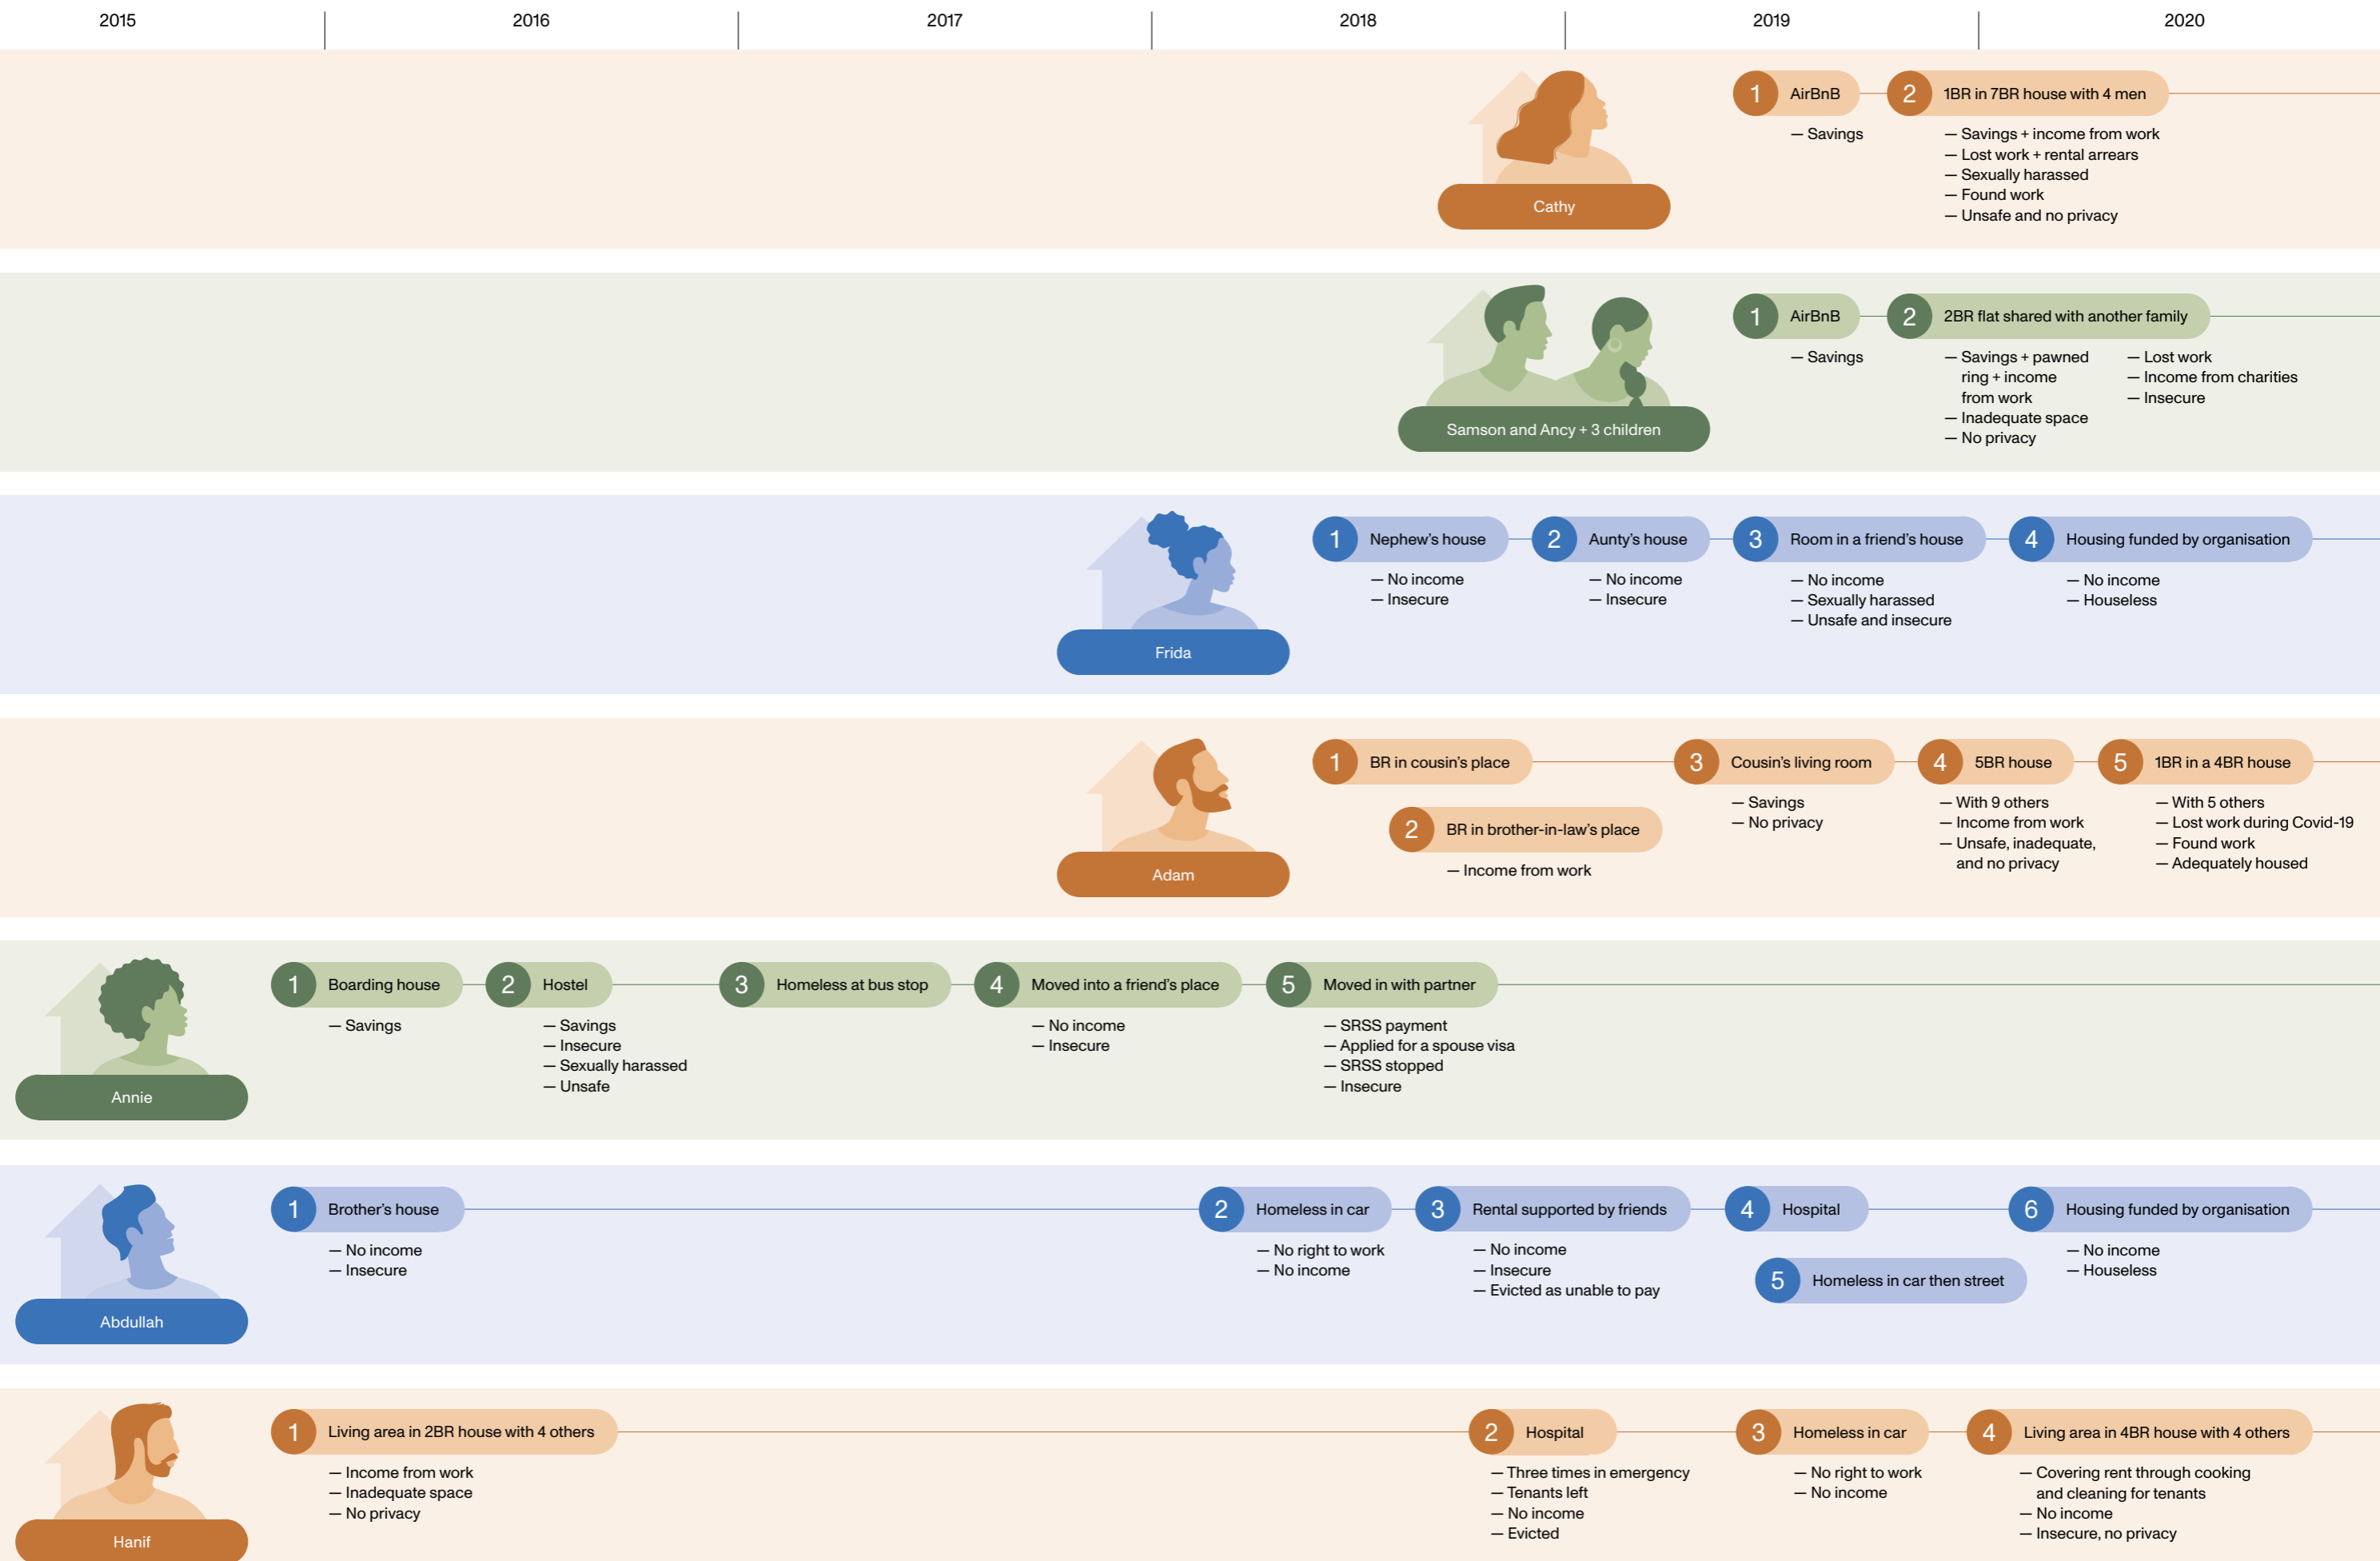 2015 2016 2017 2018 2019 2020
1 AirBnB 2 1BR in 7BR house with 4 men
— Savings
— Savings + income from work
— Lost work + rental arrears
— Sexually harassed
— Found work
— Unsafe and no privacy
Cathy
1 AirBnB 2 2BR flat shared with another family
— Savings
— Savings + pawned
ring + income
from work
— Inadequate space
— No privacy
— Lost work
— Income from charities
— Insecure
Samson and Ancy + 3 children
1 Nephew’s house 2 Aunty’s house 3 Room in a friend’s house 4 Housing funded by organisation
— No income
— Insecure
— No income
— Insecure
— No income
— Sexually harassed
— Unsafe and insecure
— No income
— Houseless
Frida
1 BR in cousin’s place
2 BR in brother-in-law’s place
— Income from work
3 Cousin’s living room
— Savings
— No privacy
4 5BR house
— With 9 others
— Income from work
— Unsafe, inadequate,
and no privacy
5 1BR in a 4BR house
— With 5 others
— Lost work during Covid-19
— Found work
— Adequately housed
Adam
1 Boarding house
— Savings
2 Hostel
— Savings
— Insecure
— Sexually harassed
— Unsafe
3 Homeless at bus stop
4 Moved into a friend’s place
— No income
— Insecure
5 Moved in with partner
— SRSS payment
— Applied for a spouse visa
— SRSS stopped
— Insecure
Annie
1 Brother’s house
— No income
— Insecure
2 Homeless in car
— No right to work
— No income
3 Rental supported by friends
— No income
— Insecure
— Evicted as unable to pay
4 Hospital
5 Homeless in car then street
6 Housing funded by organisation
— No income
— Houseless
Abdullah
1 Living area in 2BR house with 4 others
— Income from work
— Inadequate space
— No privacy
2 Hospital
— Three times in emergency
— Tenants left
— No income
— Evicted
3 Homeless in car
— No right to work
— No income
4 Living area in 4BR house with 4 others
— Covering rent through cooking
and cleaning for tenants
— No income
— Insecure, no privacy
Hanif